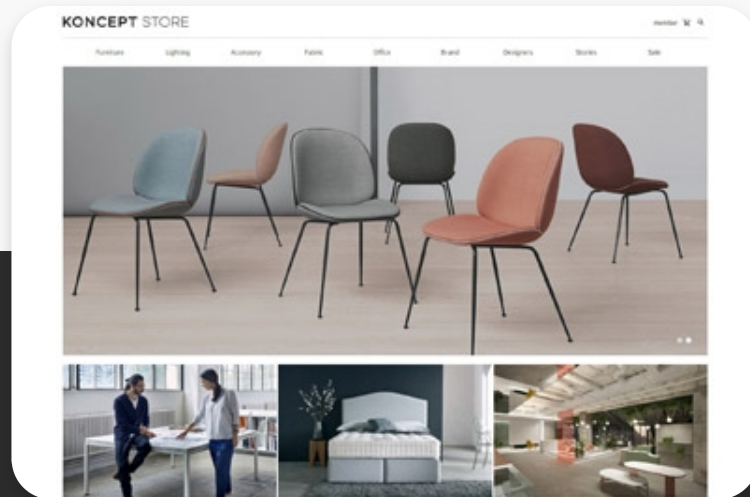 KONCEPT STORE
member
Furniture Lighting Accessory Fabric Office Brand Designers Stories Sale